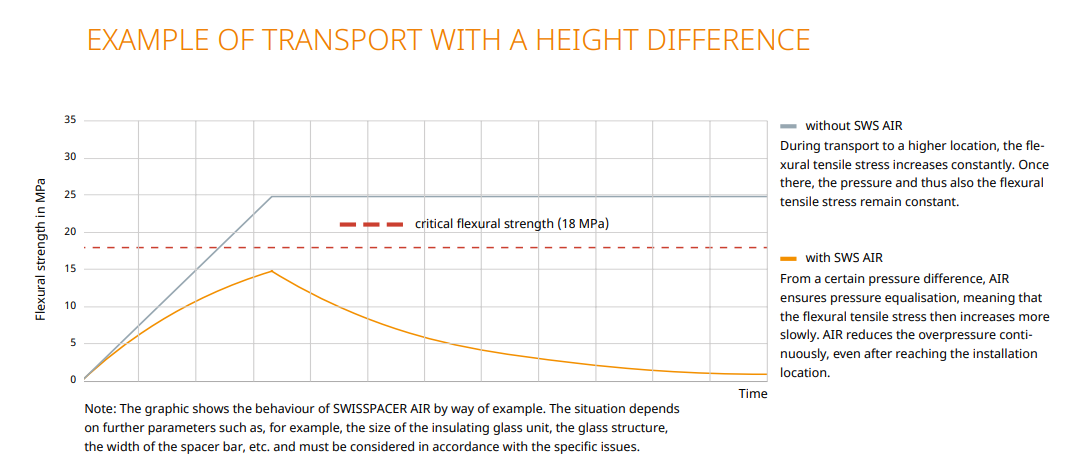 EXAMPLE OF TRANSPORT WITH A HEIGHT DIFFERENCE
Flexural strength in MPa
35
30
25
20
15
10
5
0
critical flexural strength (18 MPa)
Time
without SWS AIR
During transport to a higher location, the fle-
xural tensile stress increases constantly. Once
there, the pressure and thus also the flexural
tensile stress remain constant.
with SWS AIR
From a certain pressure difference, AIR
ensures pressure equalisation, meaning that
the flexural tensile stress then increases more
slowly. AIR reduces the overpressure conti-
nuously, even after reaching the installation
location.
Note: The graphic shows the behaviour of SWISSPACER AIR by way of example. The situation depends
on further parameters such as, for example, the size of the insulating glass unit, the glass structure,
the width of the spacer bar, etc. and must be considered in accordance with the specific issues.